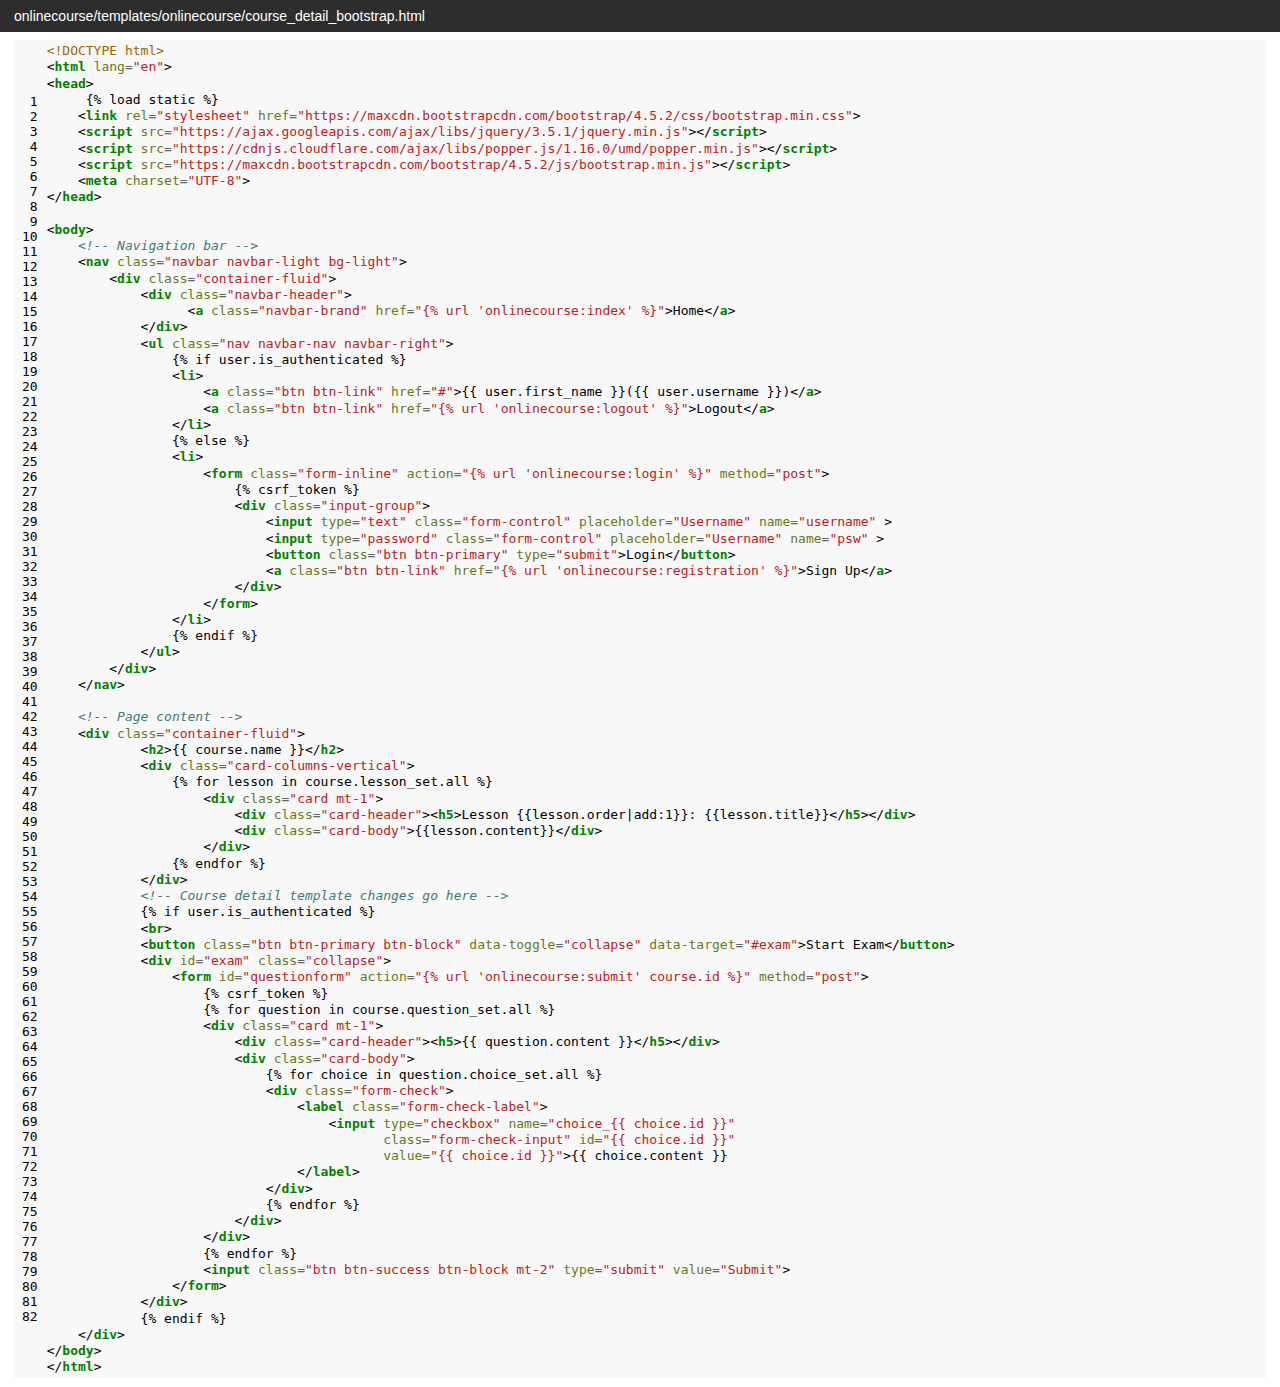 onlinecourse/templates/onlinecourse/course_detail_bootstrap.html
<!DOCTYPE html>
<html lang="en">
<head>
1 {% load static %}
2 <link rel="stylesheet" href="https://maxcdn.bootstrapcdn.com/bootstrap/4.5.2/css/bootstrap.min.css">
3 <script src="https://ajax.googleapis.com/ajax/libs/jquery/3.5.1/jquery.min.js"></script>
4 <script src="https://cdnjs.cloudflare.com/ajax/libs/popper.js/1.16.0/umd/popper.min.js"></script>
5 <script src="https://maxcdn.bootstrapcdn.com/bootstrap/4.5.2/js/bootstrap.min.js"></script>
6 <meta charset="UTF-8">
7 </head>
8
9 <body>
10 <!-- Navigation bar -->
11 <nav class="navbar navbar-light bg-light">
12 <div class="container-fluid">
13 <div class="navbar-header">
14 <a class="navbar-brand" href="{% url 'onlinecourse:index' %}">Home</a>
15 </div>
16 <ul class="nav navbar-nav navbar-right">
17 {% if user.is_authenticated %}
18 <li>
19 <a class="btn btn-link" href="#">{{ user.first_name }}({{ user.username }})</a>
20 <a class="btn btn-link" href="{% url 'onlinecourse:logout' %}">Logout</a>
21 </li>
22 {% else %}
23 <li>
24 <form class="form-inline" action="{% url 'onlinecourse:login' %}" method="post">
25 {% csrf_token %}
26 <div class="input-group">
27 <input type="text" class="form-control" placeholder="Username" name="username" >
28 <input type="password" class="form-control" placeholder="Username" name="psw" >
29 <button class="btn btn-primary" type="submit">Login</button>
30 <a class="btn btn-link" href="{% url 'onlinecourse:registration' %}">Sign Up</a>
31 </div>
32 </form>
33 </li>
34 {% endif %}
35 </ul>
36 </div>
37 </nav>
38
39 <!-- Page content -->
40 <div class="container-fluid">
41 <h2>{{ course.name }}</h2>
42 <div class="card-columns-vertical">
43 {% for lesson in course.lesson_set.all %}
44 <div class="card mt-1">
45 <div class="card-header"><h5>Lesson {{lesson.order|add:1}}: {{lesson.title}}</h5></div>
46 <div class="card-body">{{lesson.content}}</div>
47 </div>
48 {% endfor %}
49 </div>
50 <!-- Course detail template changes go here -->
51 {% if user.is_authenticated %}
52 <br>
53 <button class="btn btn-primary btn-block" data-toggle="collapse" data-target="#exam">Start Exam</button>
54 <div id="exam" class="collapse">
55 <form id="questionform" action="{% url 'onlinecourse:submit' course.id %}" method="post">
56 {% csrf_token %}
57 {% for question in course.question_set.all %}
58 <div class="card mt-1">
59 <div class="card-header"><h5>{{ question.content }}</h5></div>
60 <div class="card-body">
61 {% for choice in question.choice_set.all %}
62 <div class="form-check">
63 <label class="form-check-label">
64 <input type="checkbox" name="choice_{{ choice.id }}"
65 class="form-check-input" id="{{ choice.id }}"
66 value="{{ choice.id }}">{{ choice.content }}
67 </label>
68 </div>
69 {% endfor %}
70 </div>
71 </div>
72 {% endfor %}
73 <input class="btn btn-success btn-block mt-2" type="submit" value="Submit">
74 </form>
75 </div>
76 {% endif %}
77 </div>
78 </body>
79 </html>
80
81
82